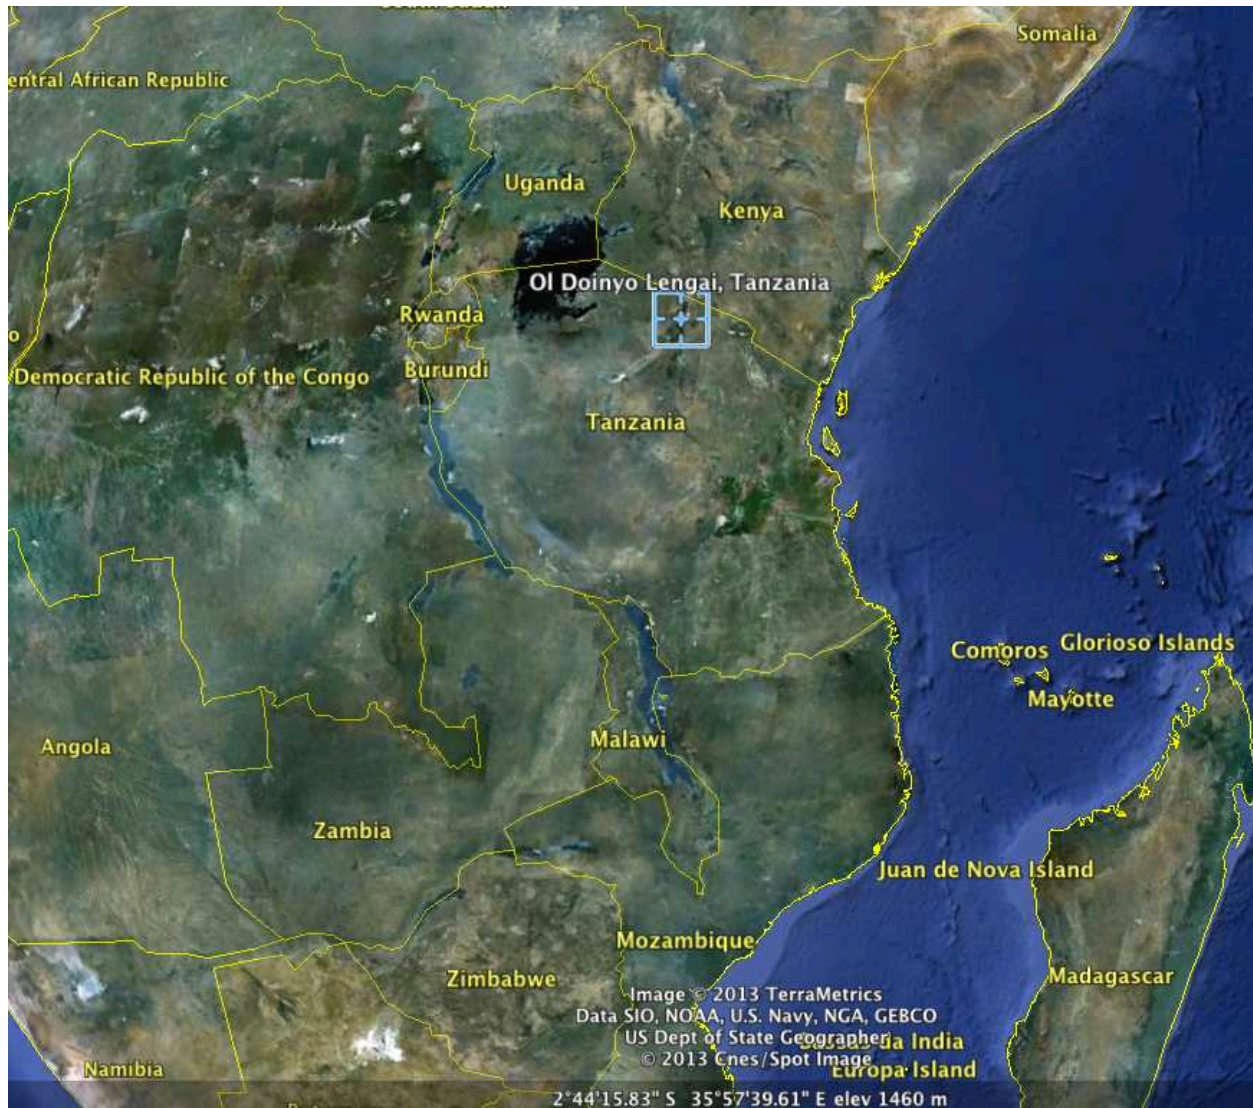 Somalia
entral African Republic
Uganda
Kenya
Ol Doinyo Lengai, Tanzania
Rwanda
o
Burundi
Democratic Republic of the Congo
Tanzania
Comoros
Glorioso Islands
Mayotte
Angola
Malawi
Zambia
Juan de Nova Island
Mozambique
Madagascar
Zimbabwe
Image © 2013 TerraMetrics
Data SIO, NOAA, U.S. Navy, NGA, GEBCO
US Dept of State Geographer
© 2013 Cnes/Spot Image
da India
Europa Island
Namibia
2°44'15.83" S 35°57'39.61" E elev 1460 m